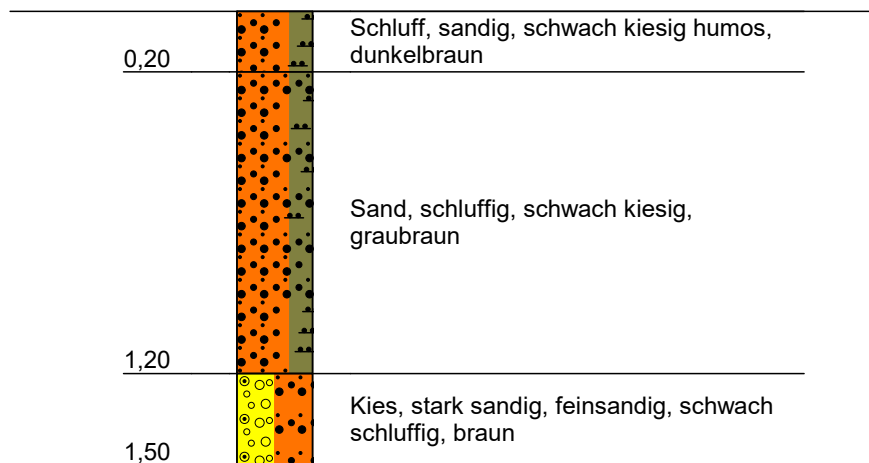 Schluff, sandig, schwach kiesig humos,
dunkelbraun
0,20
Sand, schluffig, schwach kiesig,
graubraun
1,20
Kies, stark sandig, feinsandig, schwach
schluffig, braun
1,50